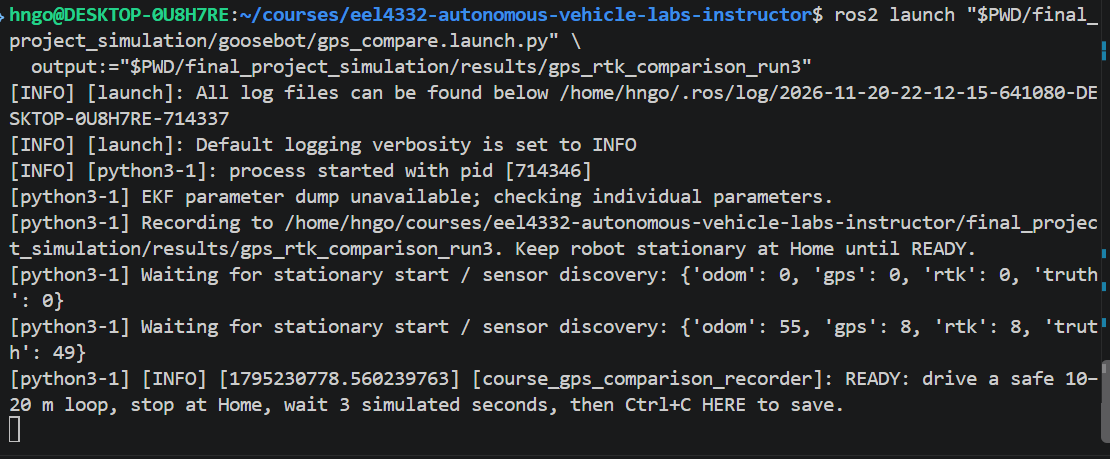 hngo@DESKTOP-0U8H7RE:~/courses/eel4332-autonomous-vehicle-labs-instructor$ ros2 launch "$PWD/final_
project_simulation/goosebot/gps_compare.launch.py" \
  output:="$PWD/final_project_simulation/results/gps_rtk_comparison_run3"
[INFO] [launch]: All log files can be found below /home/hngo/.ros/log/2026-11-20-22-12-15-641080-DE
SKTOP-0U8H7RE-714337
[INFO] [launch]: Default logging verbosity is set to INFO
[INFO] [python3-1]: process started with pid [714346]
[python3-1] EKF parameter dump unavailable; checking individual parameters.
[python3-1] Recording to /home/hngo/courses/eel4332-autonomous-vehicle-labs-instructor/final_projec
t_simulation/results/gps_rtk_comparison_run3. Keep robot stationary at Home until READY.
[python3-1] Waiting for stationary start / sensor discovery: {'odom': 0, 'gps': 0, 'rtk': 0, 'truth
': 0}
[python3-1] Waiting for stationary start / sensor discovery: {'odom': 55, 'gps': 8, 'rtk': 8, 'trut
h': 49}
[python3-1] [INFO] [1795230778.560239763] [course_gps_comparison_recorder]: READY: drive a safe 10–
20 m loop, stop at Home, wait 3 simulated seconds, then Ctrl+C HERE to save.